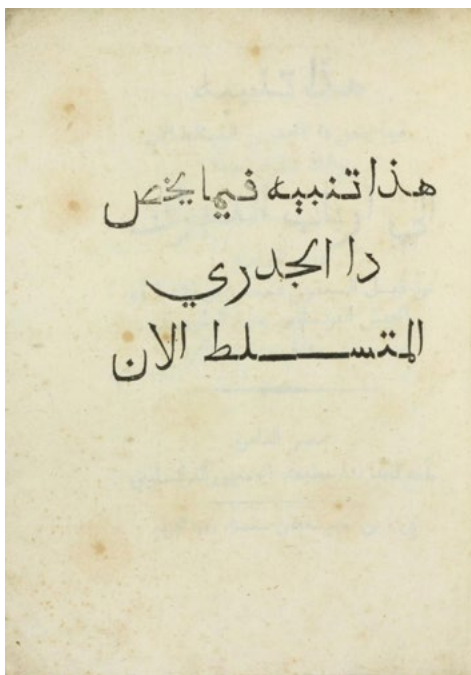 هذا تنبيه فيما يخص
دا الجدري
المتسلط الان